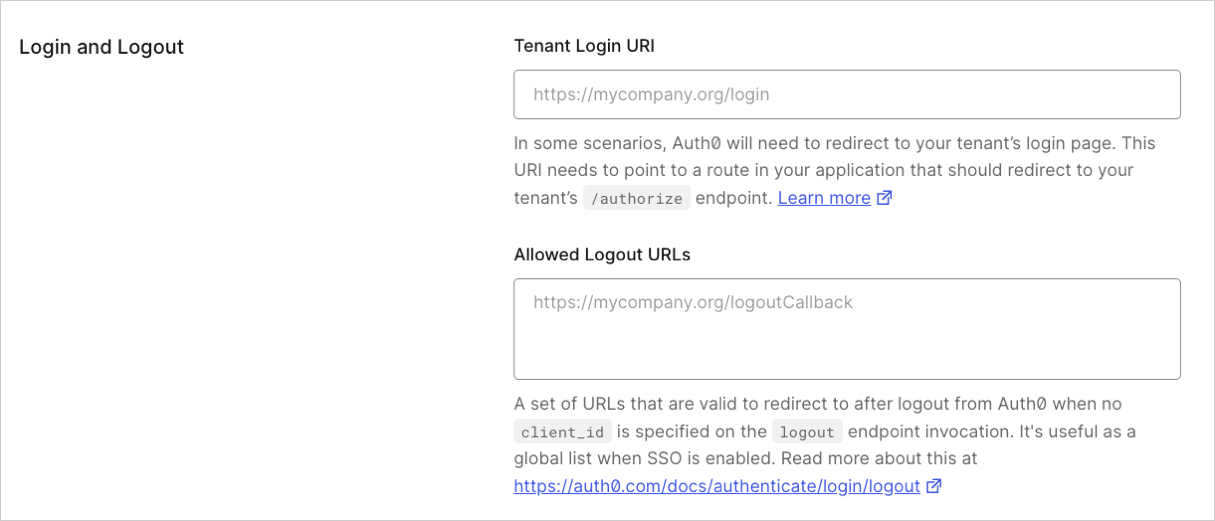 Login and Logout
Tenant Login URI
https://mycompany.org/login
In some scenarios, Auth0 will need to redirect to your tenant’s login page. This
URI needs to point to a route in your application that should redirect to your
tenant’s /authorize endpoint. Learn more
Allowed Logout URLs
https://mycompany.org/logoutCallback
A set of URLs that are valid to redirect to after logout from Auth0 when no
client_id is specified on the logout endpoint invocation. It's useful as a
global list when SSO is enabled. Read more about this at
https://auth0.com/docs/authenticate/login/logout